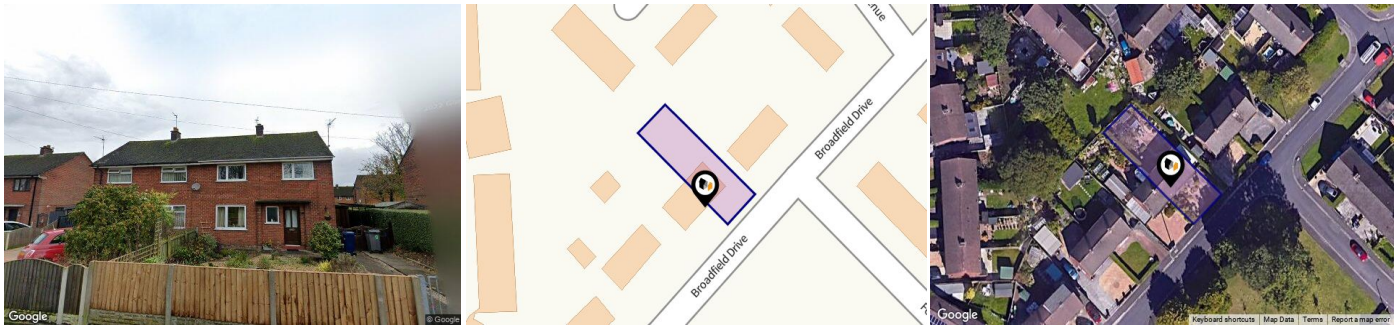 Google
© Google
nue
Broadfield Drive
Broadfield Drive
Google
Keyboard shortcuts
Map Data
Terms
Report a map error